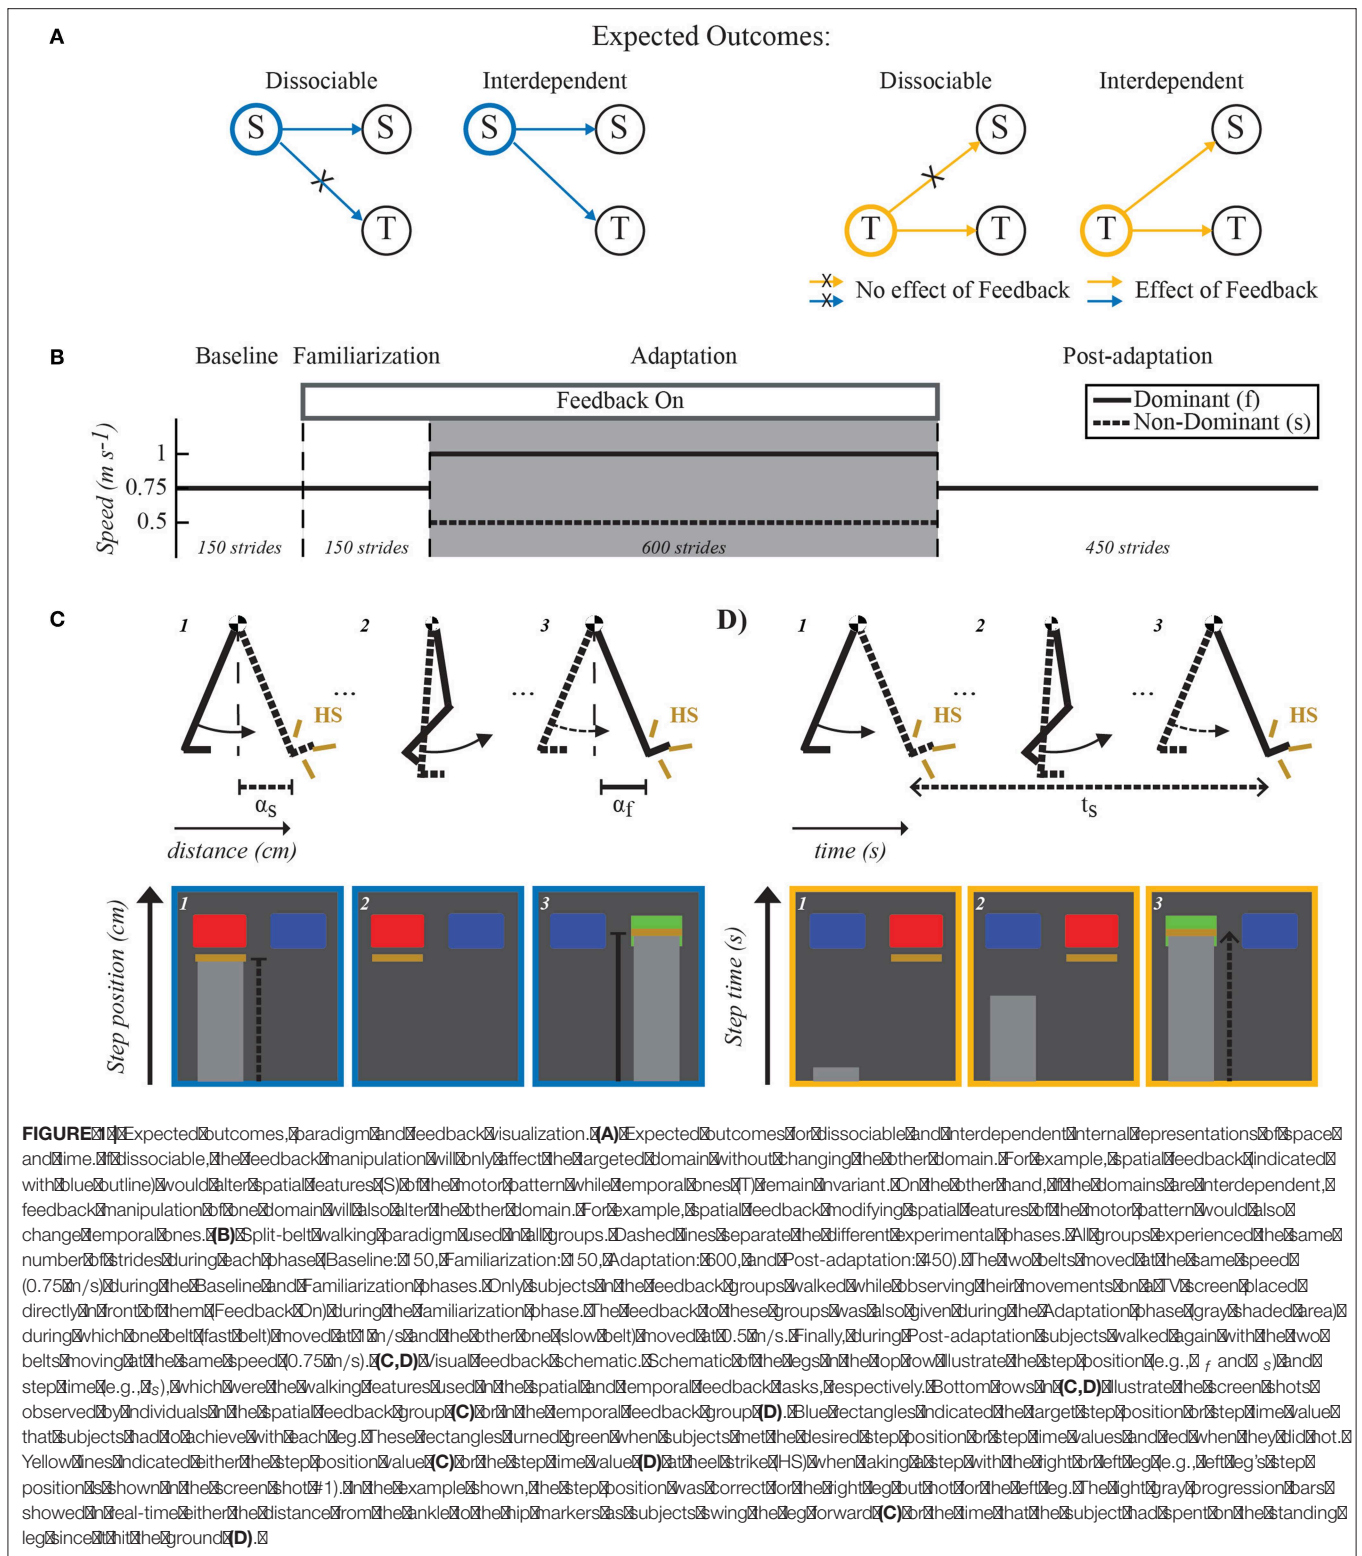 A
Expected Outcomes:
Dissociable Interdependent Dissociable Interdependent
S S S S S S
T T T T T T
X No effect of Feedback Effect of Feedback
X
B
Baseline Familiarization Adaptation Post-adaptation
Feedback On
Dominant (f)
Non-Dominant (s)
Speed (m s-1)
1
0.75
0.5
150 strides 150 strides 600 strides 450 strides
C
1 2 3
... ...
HS HS
αs αf
distance (cm)
D)
1 2 3
... ...
HS HS
ts
time (s)
Step position (cm)
1 2 3
Step time (s)
1 2 3
FIGURE 1 | Expected outcomes, paradigm and feedback visualization. (A) Expected outcomes for dissociable and interdependent internal representations of space
and time. If dissociable, the feedback manipulation will only affect the targeted domain without changing the other domain. For example, spatial feedback (indicated
with blue outline) would alter spatial features (S) of the motor pattern while temporal ones (T) remain invariant. On the other hand, if the domains are interdependent,
feedback manipulation of one domain will also alter the other domain. For example, spatial feedback modifying spatial features of the motor pattern would also
change temporal ones. (B) Split-belt walking paradigm used in all groups. Dashed lines separate the different experimental phases. All groups experienced the same
number of strides during each phase (Baseline: 150, Familiarization: 150, Adaptation: 600, and Post-adaptation: 450). The two belts moved at the same speed
(0.75 m/s) during the Baseline and Familiarization phases. Only subjects in the feedback groups walked while observing their movements on a TV screen placed
directly in front of them (Feedback On) during the familiarization phase. The feedback to these groups was also given during the Adaptation phase (gray shaded area)
during which one belt (fast belt) moved at 1 m/s and the other one (slow belt) moved at 0.5 m/s. Finally, during Post-adaptation subjects walked again with the two
belts moving at the same speed (0.75 m/s). (C,D) Visual feedback schematic. Schematic of the legs in the top row illustrate the step position (e.g., f and s) and
step time (e.g., ts), which were the walking features used in the spatial and temporal feedback tasks, respectively. Bottom rows in (C,D) illustrate the screen shots
observed by individuals in the spatial feedback group (C) or in the temporal feedback group (D). Blue rectangles indicated the target step position or step time value
that subjects had to achieve with each leg. These rectangles turned green when subjects met the desired step position or step time values and red when they did not.
Yellow lines indicated either the step position value (C) or the step time value (D) at heel strike (HS) when taking a step with the right or left leg (e.g., left leg's step
position is shown in the screen shot #1). In the example shown, the step position was correct for the right leg but not for the left leg. The light gray progression bars
showed in real-time either the distance from the ankle to the hip markers as subjects swing the leg forward (C) or the time that the subject had spent on the standing
leg since it hit the ground (D).